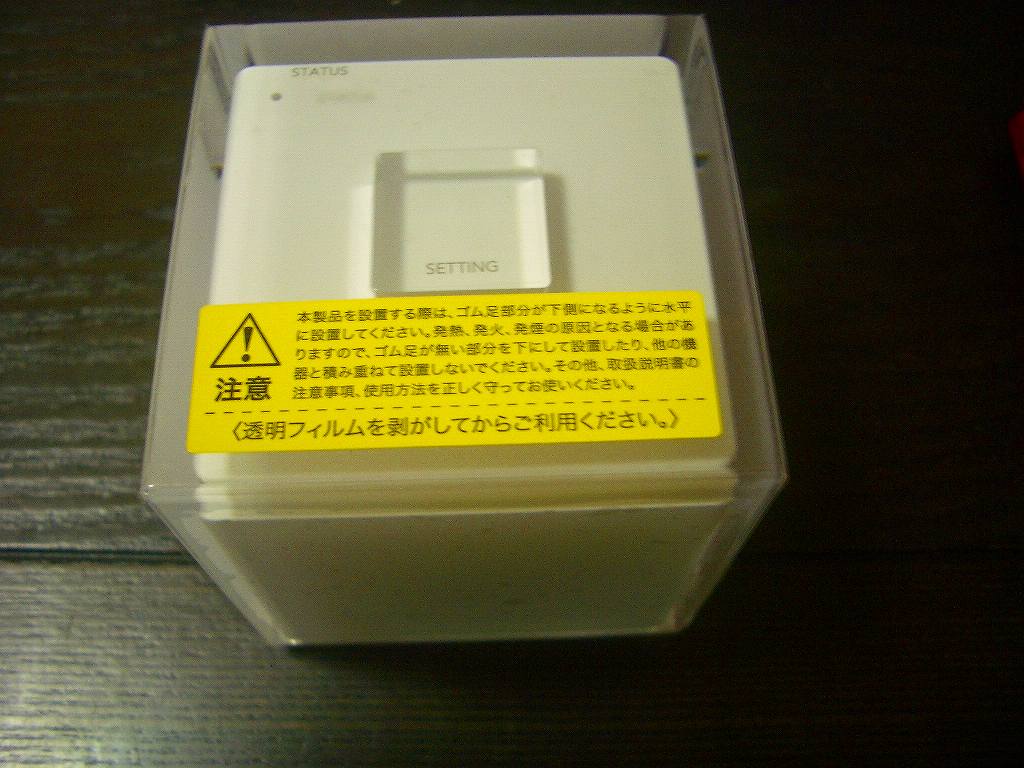 STATUS
SETTING
本製品を設置する際は、ゴム足部分が下側になるように水平
に設置してください。発熱、発火、発煙の原因となる場合があ
りますので、ゴム足が無い部分を下にして設置したり、他の機
器と積み重ねて設置しないでください。その他、取扱説明書の
注意事項、使用方法を正しく守ってお使いください。
注意
〈透明フィルムを剥がしてからご利用ください。〉